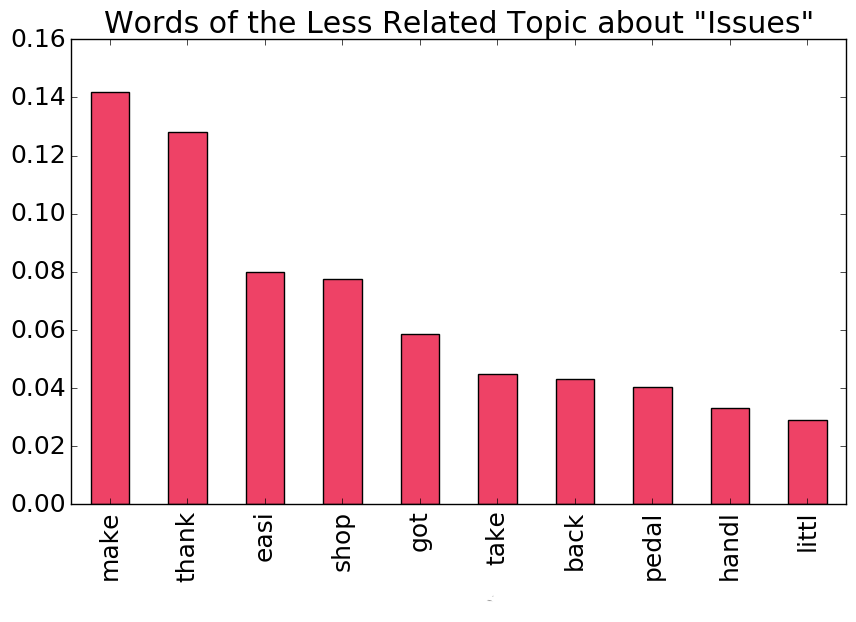 Words of the Less Related Topic about "Issues"
0.16
0.14
0.12
0.10
0.08
0.06
0.04
0.02
0.00
make
thank
easi
shop
got
take
back
pedal
handl
littl